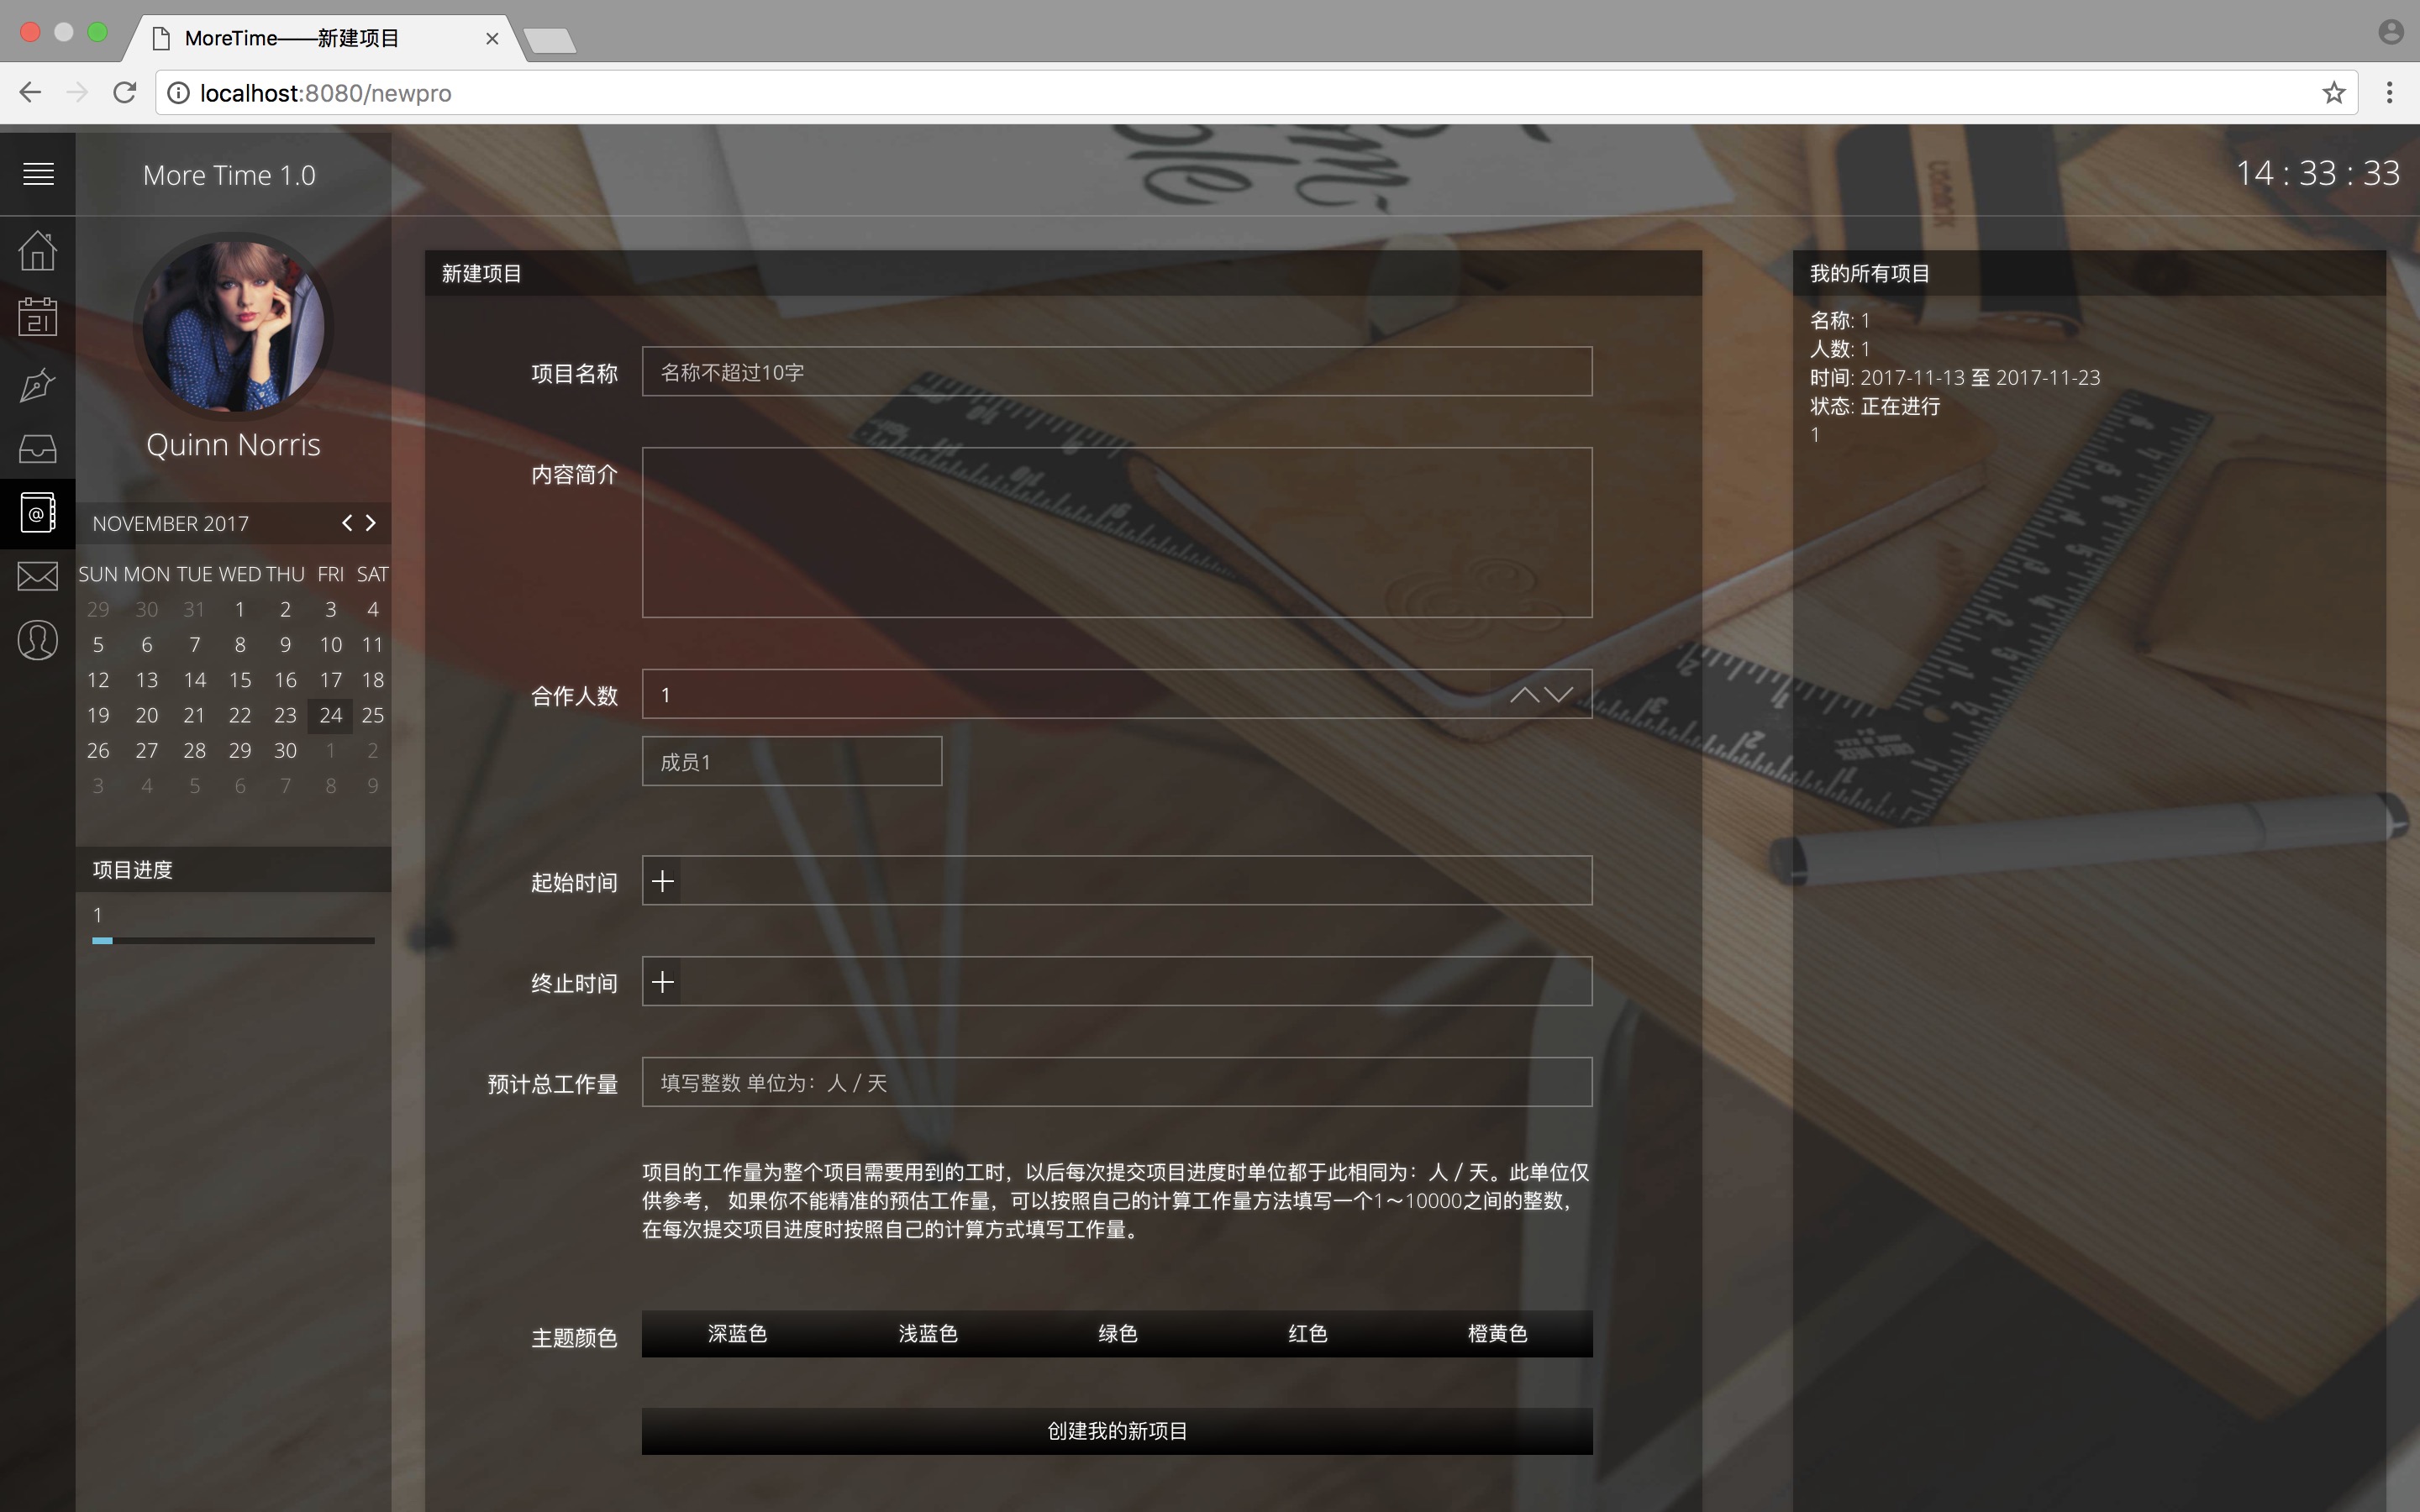 MoreTime——新建项目
localhost:8080/newpro
More Time 1.0
14 : 33 : 33
21
Quinn Norris
NOVEMBER 2017
SUN MON TUE WED THU FRI SAT
29 30 31 1 2 3 4
5 6 7 8 9 10 11
12 13 14 15 16 17 18
19 20 21 22 23 24 25
26 27 28 29 30 1 2
3 4 5 6 7 8 9
项目进度
1
新建项目
项目名称
名称不超过10字
内容简介
合作人数
1
成员1
起始时间
终止时间
预计总工作量
填写整数 单位为：人 / 天
项目的工作量为整个项目需要用到的工时，以后每次提交项目进度时单位都于此相同为：人 / 天。此单位仅
供参考， 如果你不能精准的预估工作量，可以按照自己的计算工作量方法填写一个1～10000之间的整数，
在每次提交项目进度时按照自己的计算方式填写工作量。
主题颜色
深蓝色 浅蓝色 绿色 红色 橙黄色
创建我的新项目
我的所有项目
名称: 1
人数: 1
时间: 2017-11-13 至 2017-11-23
状态: 正在进行
1